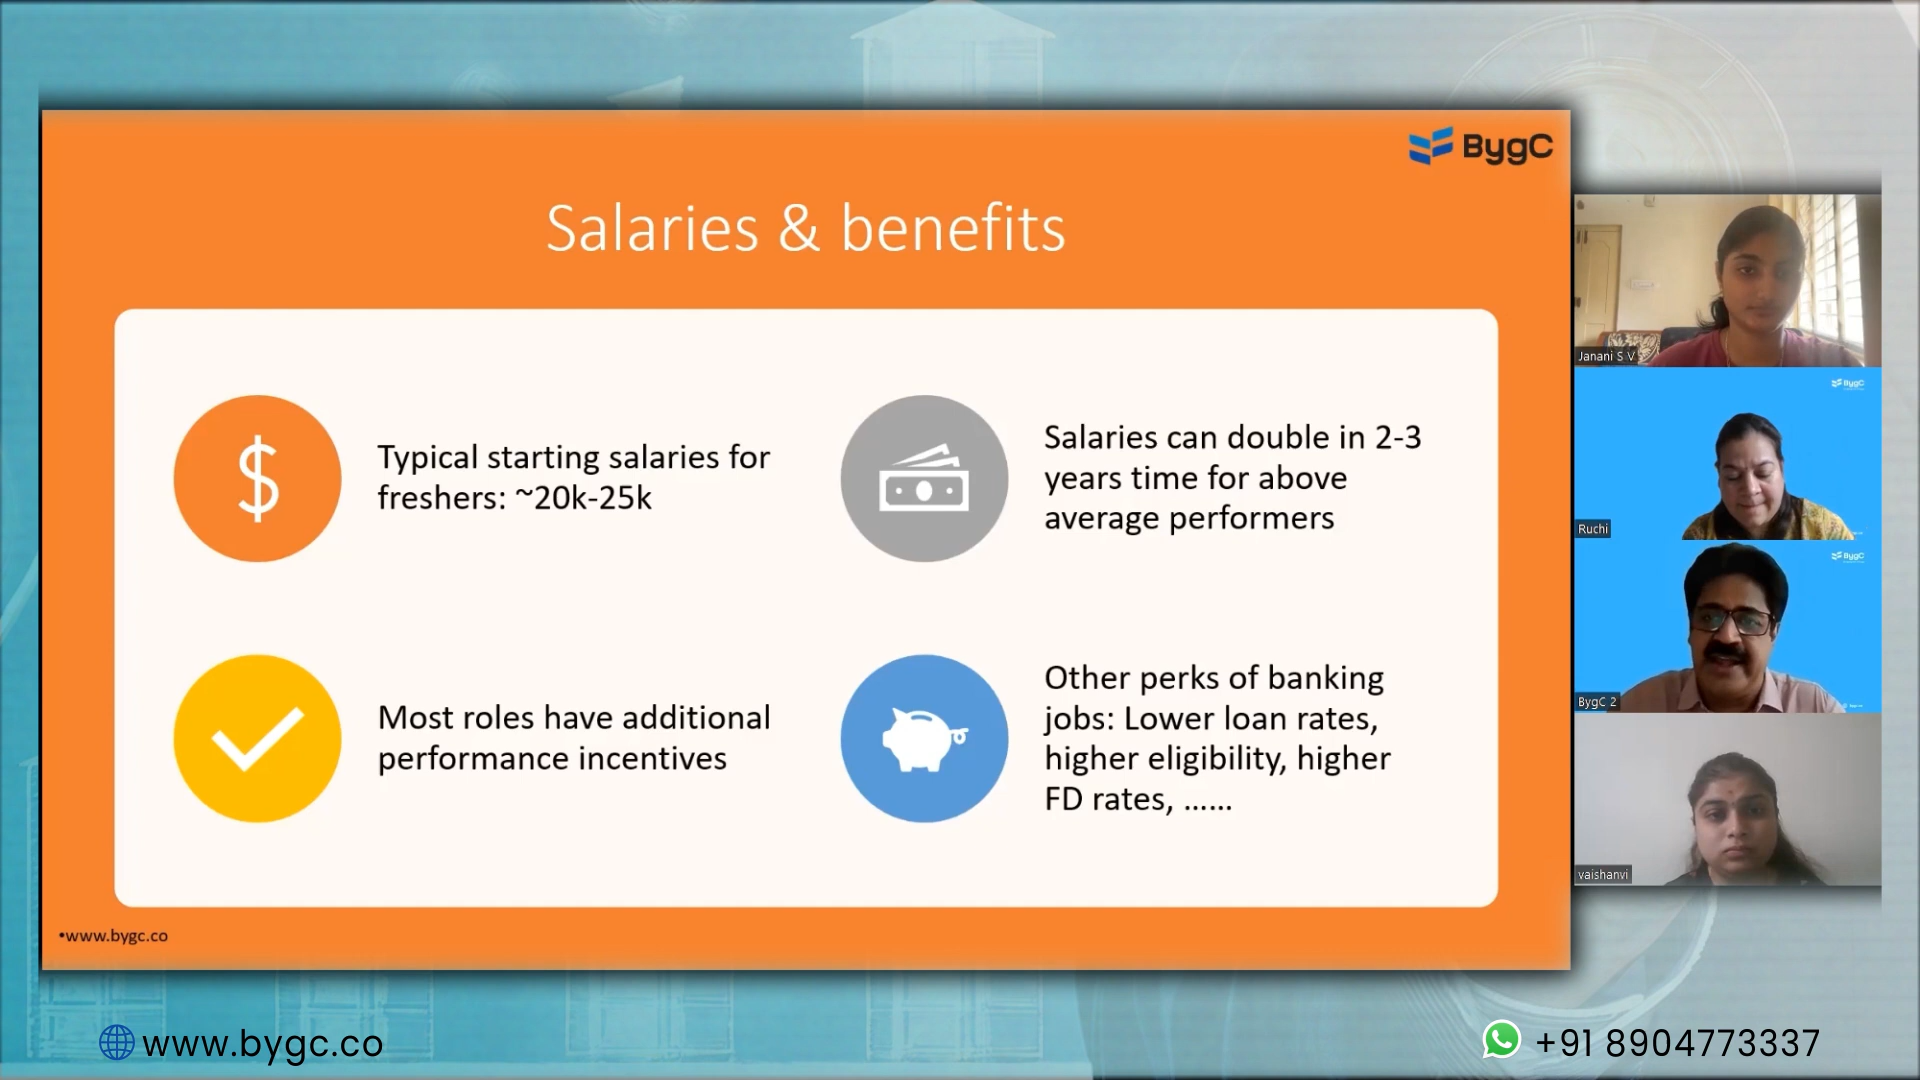 BygC
Salaries & benefits
Typical starting salaries for
freshers: ~20k-25k
Salaries can double in 2-3
years time for above
average performers
Most roles have additional
performance incentives
Other perks of banking
jobs: Lower loan rates,
higher eligibility, higher
FD rates, ......
•www.bygc.co
Janani S V
BygC
Ruchi
BygC
BygC 2
vaishanvi
www.bygc.co
+91 8904773337